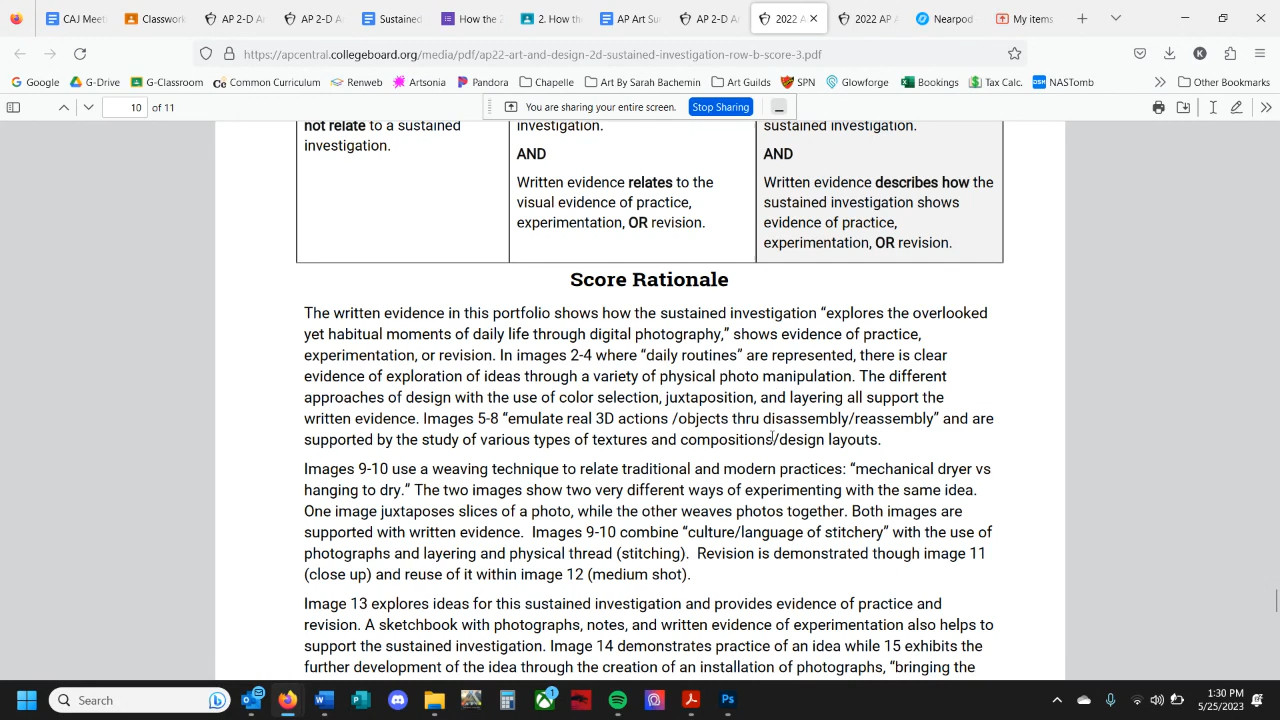 CAJ Meeti
Classwork
AP 2-D A
AP 2-D
Sustained
How the 
2. How th
AP Art Su
AP 2-D A
2022 A
2022 AP
Nearpod
My items
https://apcentral.collegeboard.org/media/pdf/ap22-art-and-design-2d-sustained-investigation-row-b-score-3.pdf
K
Google
G-Drive
G-Classroom
Common Curriculum
Renweb
Artsonia
Pandora
Chapelle
Art By Sarah Bachemin
Art Guilds
SPN
Glowforge
Bookings
Tax Calc.
NASTomb
Other Bookmarks
10 of 11
You are sharing your entire screen. Stop Sharing
not relate to a sustained
investigation.
investigation.
AND
Written evidence relates to the
visual evidence of practice,
experimentation, OR revision.
sustained investigation.
AND
Written evidence describes how the
sustained investigation shows
evidence of practice,
experimentation, OR revision.
Score Rationale
The written evidence in this portfolio shows how the sustained investigation “explores the overlooked
yet habitual moments of daily life through digital photography,” shows evidence of practice,
experimentation, or revision. In images 2-4 where “daily routines” are represented, there is clear
evidence of exploration of ideas through a variety of physical photo manipulation. The different
approaches of design with the use of color selection, juxtaposition, and layering all support the
written evidence. Images 5-8 “emulate real 3D actions /objects thru disassembly/reassembly” and are
supported by the study of various types of textures and compositions/design layouts.
Images 9-10 use a weaving technique to relate traditional and modern practices: “mechanical dryer vs
hanging to dry.” The two images show two very different ways of experimenting with the same idea.
One image juxtaposes slices of a photo, while the other weaves photos together. Both images are
supported with written evidence. Images 9-10 combine “culture/language of stitchery” with the use of
photographs and layering and physical thread (stitching). Revision is demonstrated though image 11
(close up) and reuse of it within image 12 (medium shot).
Image 13 explores ideas for this sustained investigation and provides evidence of practice and
revision. A sketchbook with photographs, notes, and written evidence of experimentation also helps to
support the sustained investigation. Image 14 demonstrates practice of an idea while 15 exhibits the
further development of the idea through the creation of an installation of photographs, “bringing the
Search
1
1:30 PM
5/25/2023